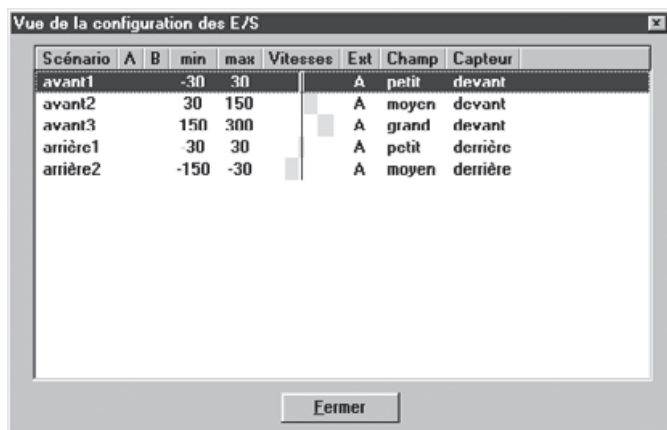 Vue de la configuration des E/S
Scénario A B min max Vitesses Ext Champ Capteur
avant1 -30 30 A petit devant
avant2 30 150 A moyen devant
avant3 150 300 A grand devant
arrière1 -30 30 A petit derrière
arrière2 -150 -30 A moyen derrière
Fermer